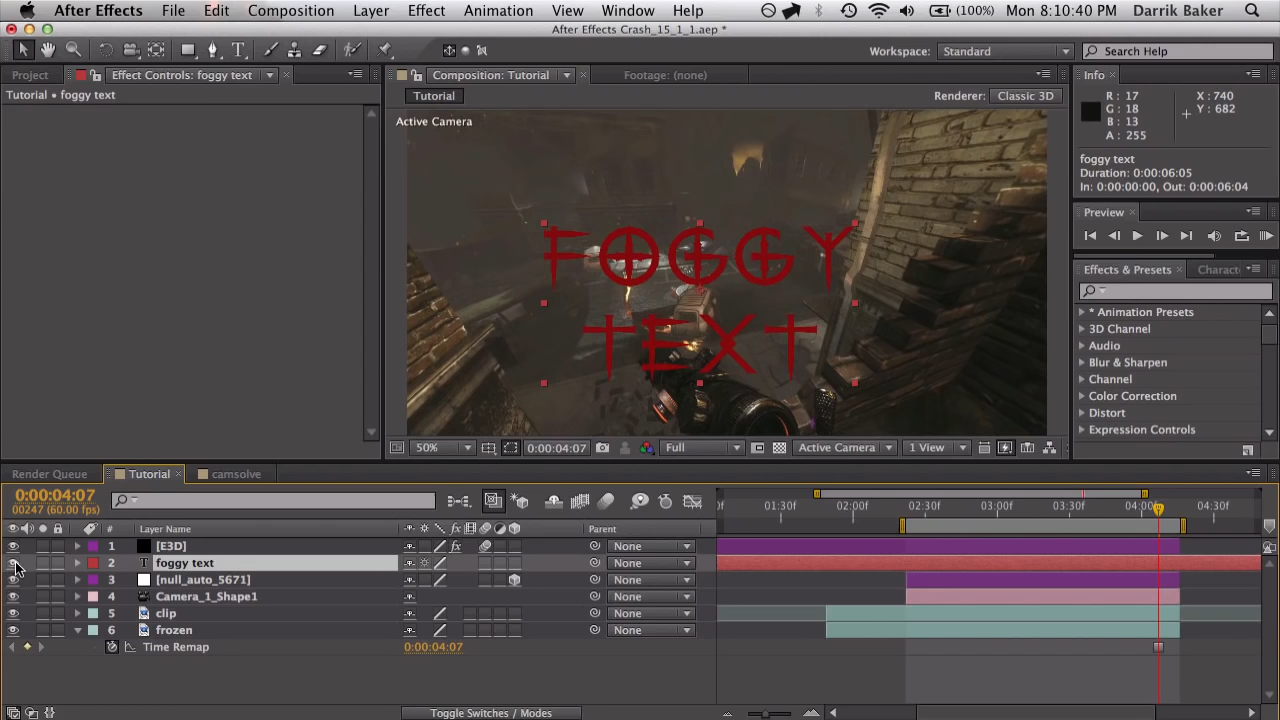 After Effects File Edit Composition Layer Effect Animation View Window Help (100%) Mon 8:10:40 PM Darrik Baker
After Effects Crash_15_1_1.aep *
Workspace: Standard Search Help
Project Effect Controls: foggy text Composition: Tutorial Footage: (none) Info
Tutorial • foggy text Tutorial Renderer: Classic 3D
R : 17 X : 740
G : 18 Y : 682
B : 13
A : 255
Active Camera
foggy text
Duration: 0:00:06:05
In: 0:00:00:00, Out: 0:00:06:04
Preview
FOGGY
TEXT
Effects & Presets Charact
* Animation Presets
3D Channel
Audio
Blur & Sharpen
Channel
Color Correction
Distort
Expression Controls
50% 0:00:04:07 Full Active Camera 1 View
Render Queue Tutorial camsolve
0:00:04:07
00247 (60.00 fps)
0f 01:30f 02:00f 02:30f 03:00f 03:30f 04:00f 04:30f
# Layer Name fx Parent
1 [E3D] fx None
2 T foggy text None
3 [null_auto_5671] None
4 Camera_1_Shape1 None
5 clip None
6 frozen None
Time Remap 0:00:04:07
Toggle Switches / Modes